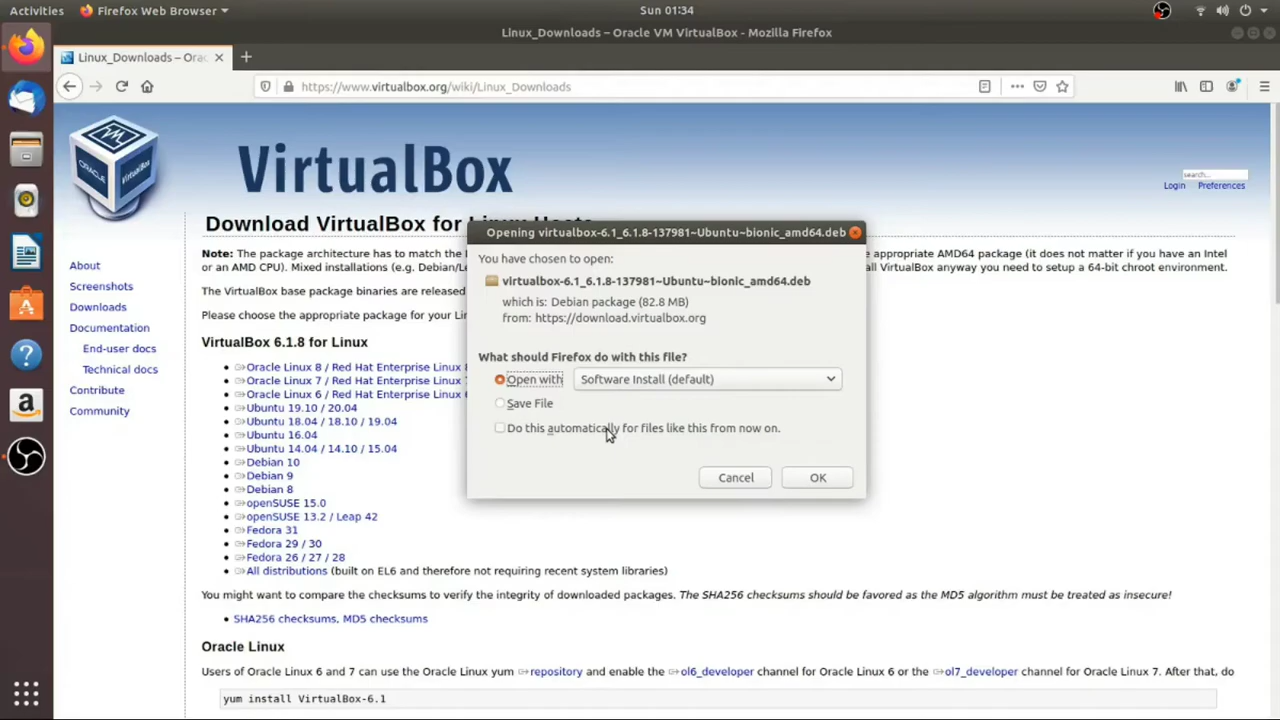 Activities
Firefox Web Browser
Sun 01:34
Linux_Downloads – Oracle VM VirtualBox - Mozilla Firefox
Linux_Downloads – Orac
https://www.virtualbox.org/wiki/Linux_Downloads
ORACLE
VirtualBox
VirtualBox
search...
Login
Preferences
About
Screenshots
Downloads
Documentation
End-user docs
Technical docs
Contribute
Community
Download VirtualBox for Linux Hosts
Note: The package architecture has to match the
appropriate AMD64 package (it does not matter if you have an Intel
or an AMD CPU). Mixed installations (e.g. Debian/Le
all VirtualBox anyway you need to setup a 64-bit chroot environment.
The VirtualBox base package binaries are released
Please choose the appropriate package for your Lin
VirtualBox 6.1.8 for Linux
Oracle Linux 8 / Red Hat Enterprise Linux 8
Oracle Linux 7 / Red Hat Enterprise Linux 7
Oracle Linux 6 / Red Hat Enterprise Linux 6
Ubuntu 19.10 / 20.04
Ubuntu 18.04 / 18.10 / 19.04
Ubuntu 16.04
Ubuntu 14.04 / 14.10 / 15.04
Debian 10
Debian 9
Debian 8
openSUSE 15.0
openSUSE 13.2 / Leap 42
Fedora 31
Fedora 29 / 30
Fedora 26 / 27 / 28
All distributions (built on EL6 and therefore not requiring recent system libraries)
You might want to compare the checksums to verify the integrity of downloaded packages. The SHA256 checksums should be favored as the MD5 algorithm must be treated as insecure!
SHA256 checksums, MD5 checksums
Oracle Linux
Users of Oracle Linux 6 and 7 can use the Oracle Linux yum repository and enable the ol6_developer channel for Oracle Linux 6 or the ol7_developer channel for Oracle Linux 7. After that, do
yum install VirtualBox-6.1
Opening virtualbox-6.1_6.1.8-137981~Ubuntu~bionic_amd64.deb
You have chosen to open:
virtualbox-6.1_6.1.8-137981~Ubuntu~bionic_amd64.deb
which is: Debian package (82.8 MB)
from: https://download.virtualbox.org
What should Firefox do with this file?
Open with
Software Install (default)
Save File
Do this automatically for files like this from now on.
Cancel
OK